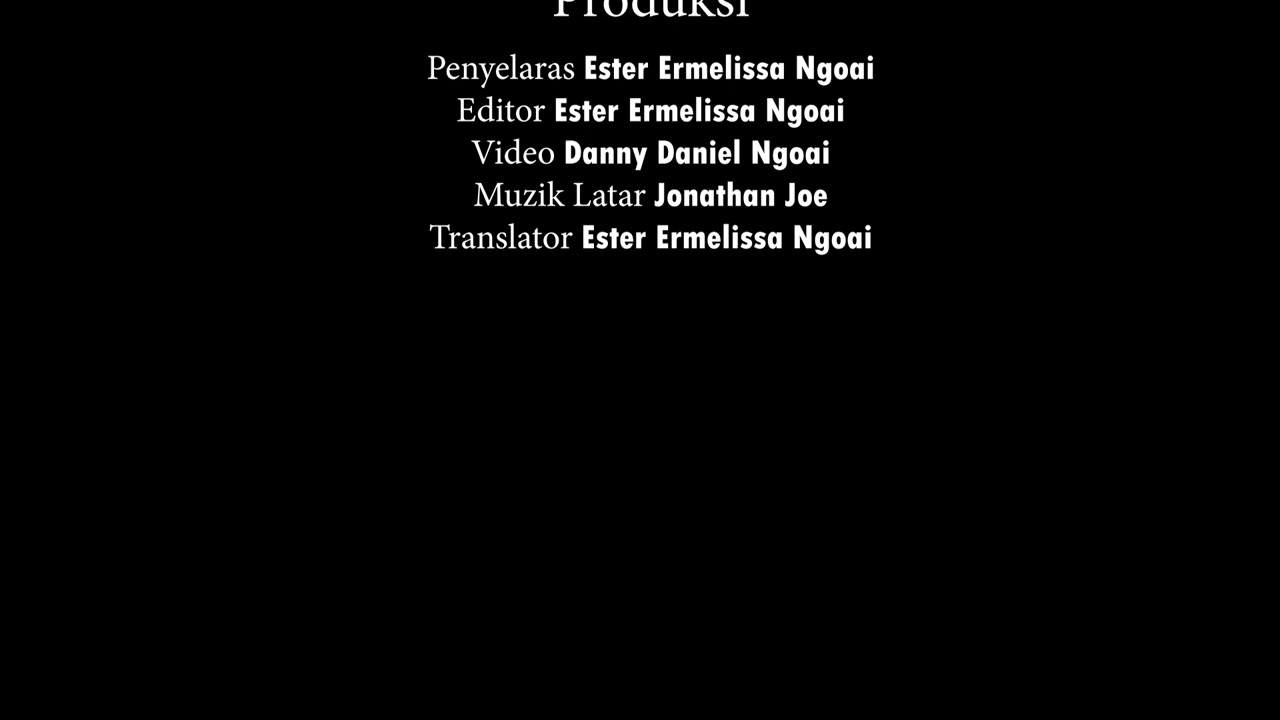 Produksi
Penyelaras Ester Ermelissa Ngoai
Editor Ester Ermelissa Ngoai
Video Danny Daniel Ngoai
Muzik Latar Jonathan Joe
Translator Ester Ermelissa Ngoai